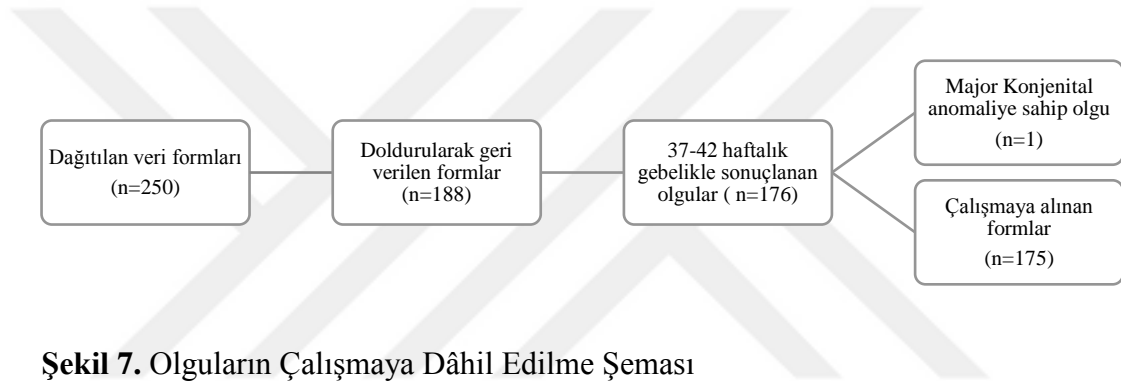 Dağıtılan veri formları
(n=250)
Doldurularak geri
verilen formlar
(n=188)
37-42 haftalık
gebelikle sonuçlanan
olgular ( n=176)
Major Konjenital
anomaliye sahip olgu
(n=1)
Çalışmaya alınan
formlar
(n=175)
Şekil 7. Olguların Çalışmaya Dâhil Edilme Şeması